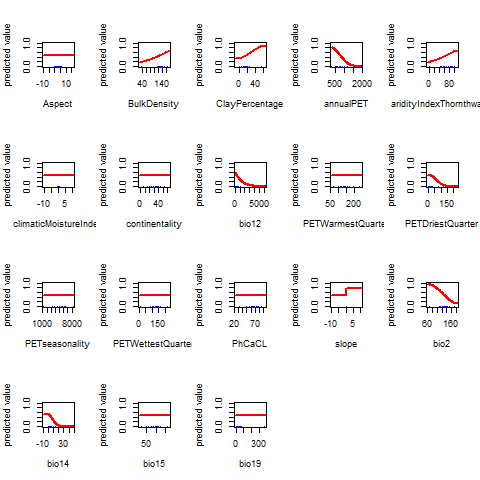 predicted value 0.0 1.0 -10 10 Aspect
predicted value 0.0 1.0 40 140 BulkDensity
predicted value 0.0 1.0 0 40 ClayPercentage
predicted value 0.0 1.0 500 2000 annualPET
predicted value 0.0 1.0 0 80 aridityIndexThornthwa
predicted value 0.0 1.0 -10 5 climaticMoistureInde
predicted value 0.0 1.0 0 40 continentality
predicted value 0.0 1.0 0 5000 bio12
predicted value 0.0 1.0 50 200 PETWarmestQuarte
predicted value 0.0 1.0 0 150 PETDriestQuarter
predicted value 0.0 1.0 1000 8000 PETseasonality
predicted value 0.0 1.0 0 150 PETWettestQuarte
predicted value 0.0 1.0 20 70 PhCaCL
predicted value 0.0 1.0 -10 5 slope
predicted value 0.0 1.0 60 160 bio2
predicted value 0.0 1.0 -10 30 bio14
predicted value 0.0 1.0 50 bio15
predicted value 0.0 1.0 0 300 bio19